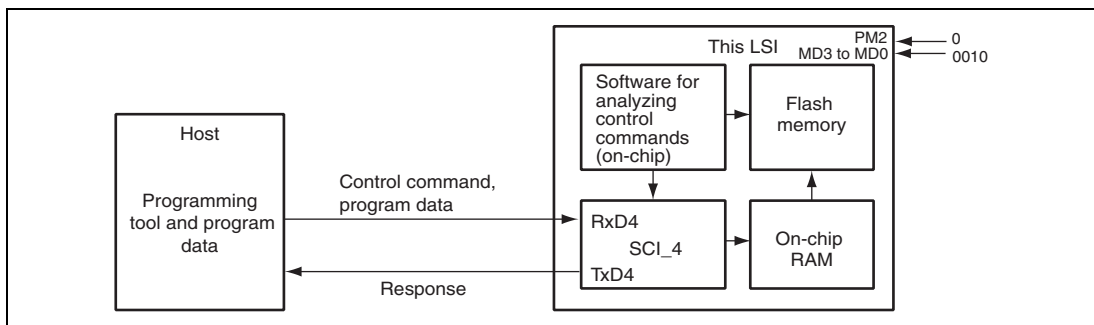 This LSI
PM2
0
MD3 to MD0
0010
Software for
analyzing
control
commands
(on-chip)
Flash
memory
Host
Programming
tool and program
data
Control command,
program data
RxD4
SCI_4
TxD4
On-chip
RAM
Response